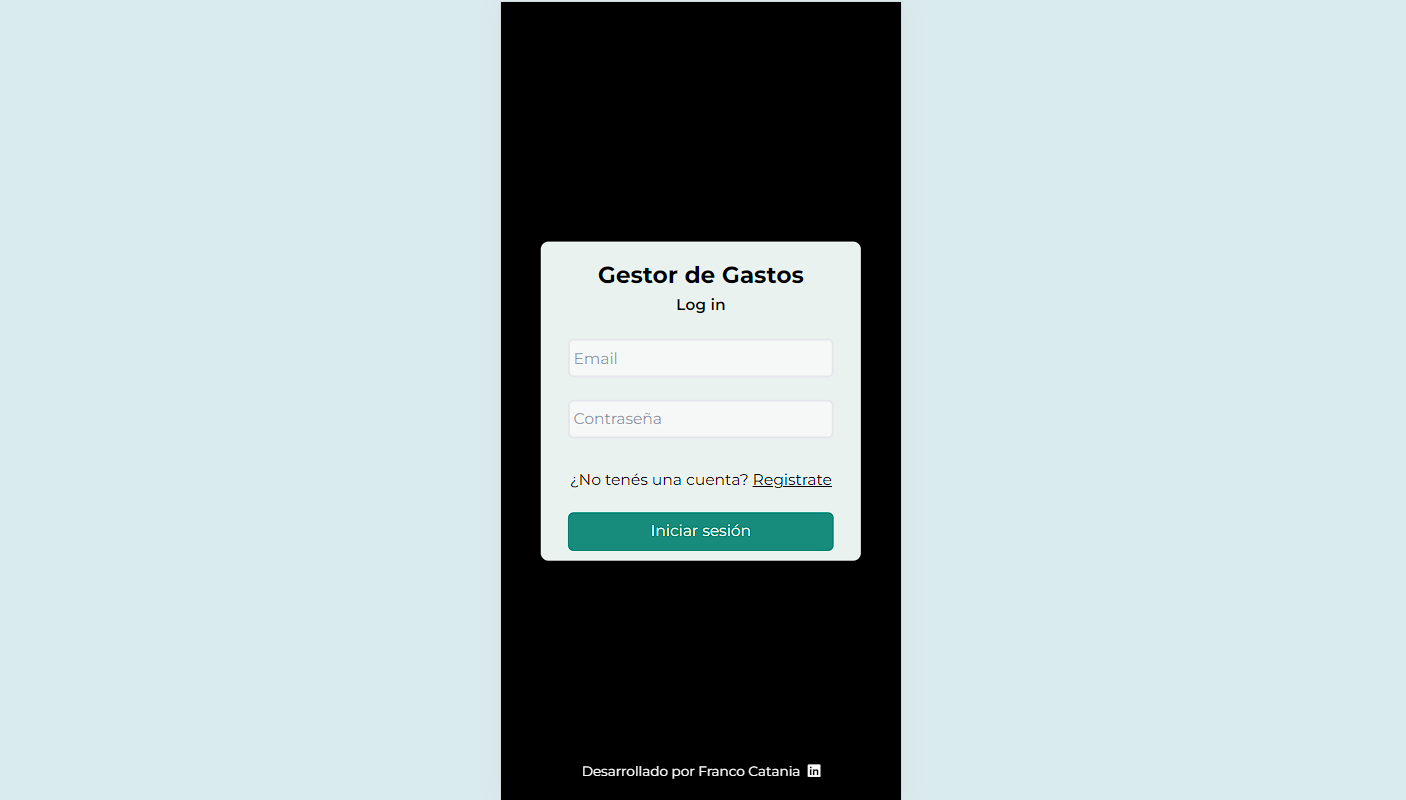 Gestor de Gastos
Log in
Email
Contraseña
¿No tenés una cuenta? Registrate
Iniciar sesión
Desarrollado por Franco Catania in